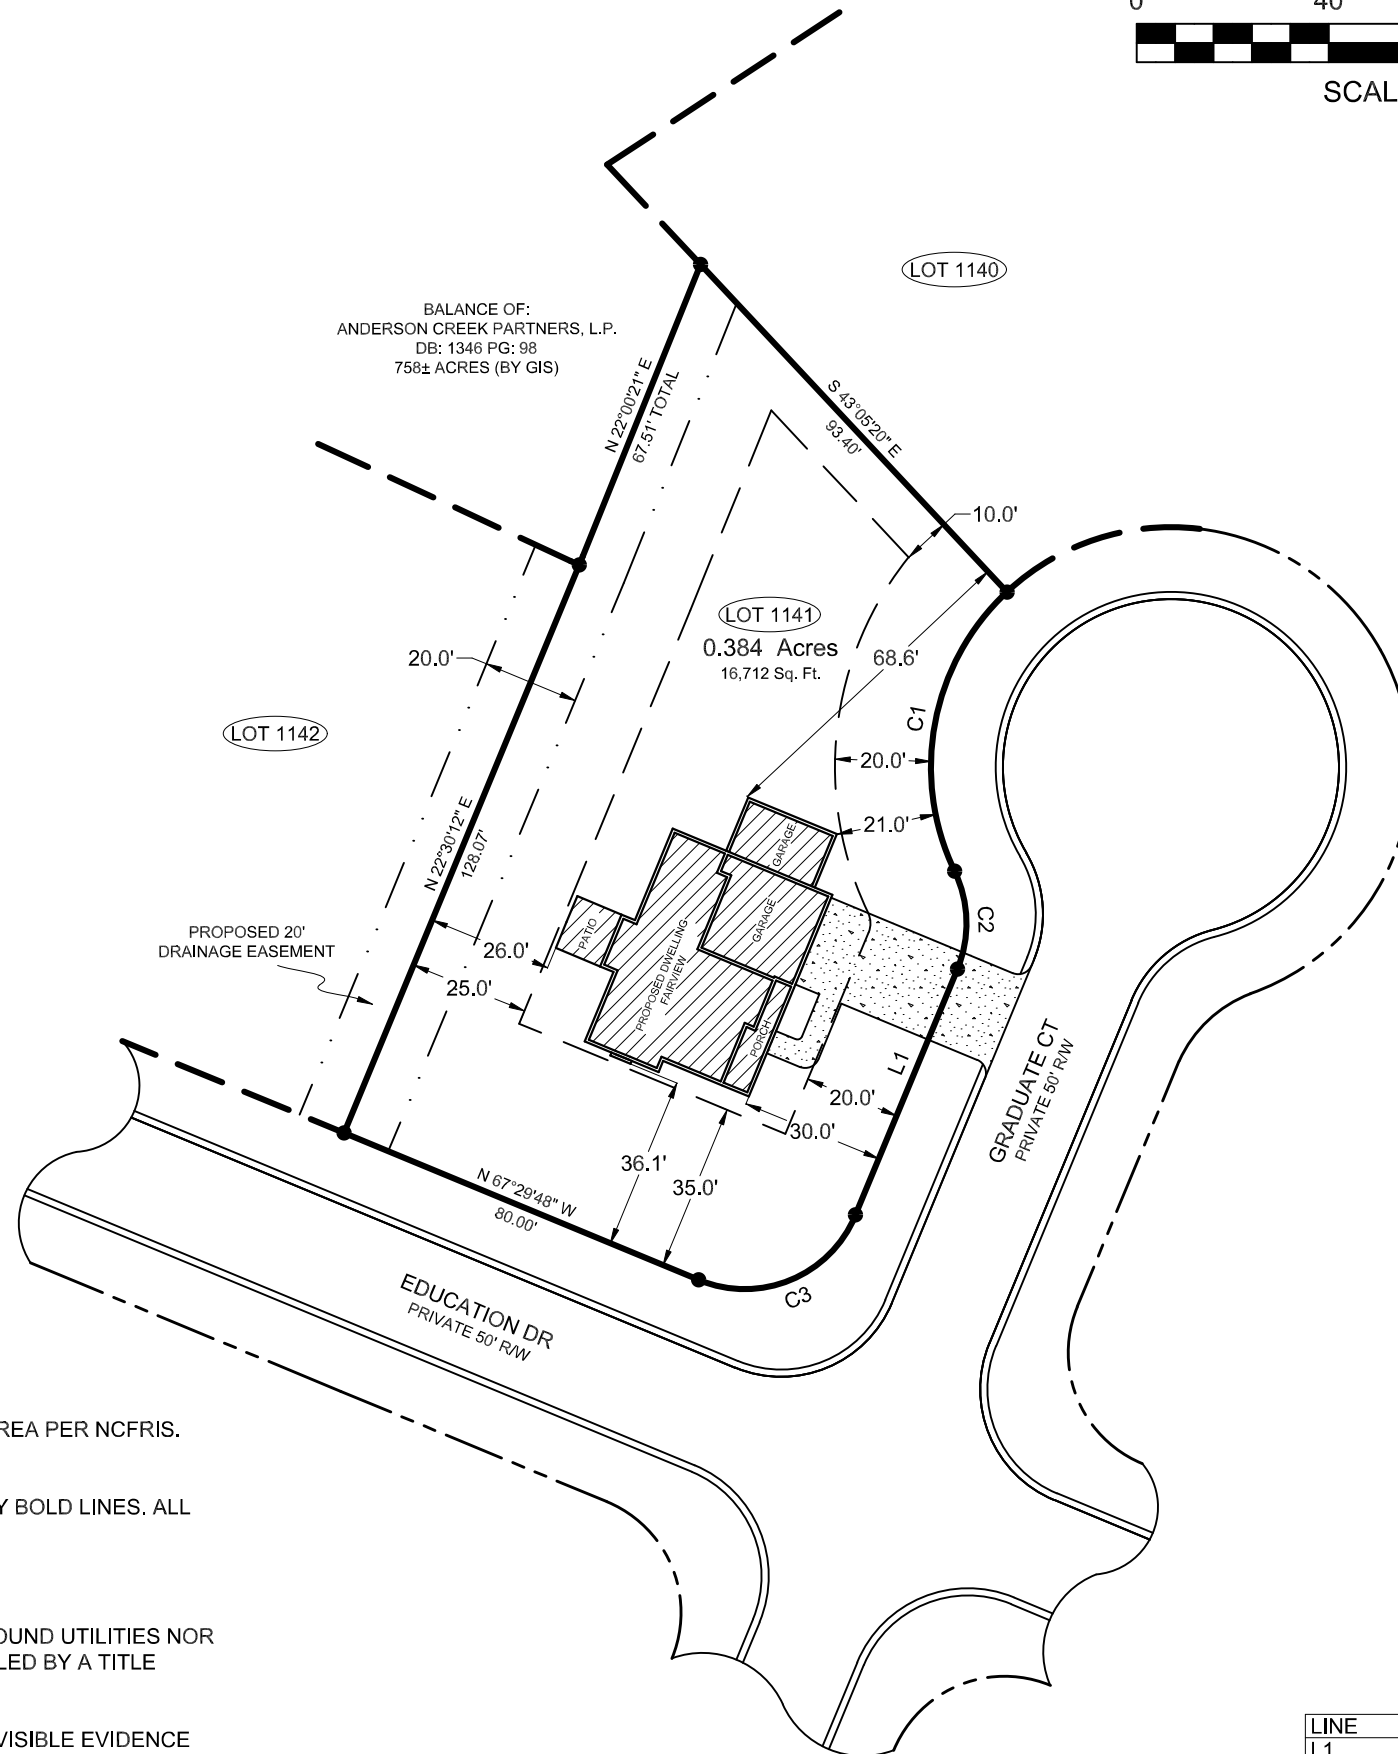 0 40
SCAL
LOT 1140
BALANCE OF:
ANDERSON CREEK PARTNERS, L.P.
DB: 1346 PG: 98
758± ACRES (BY GIS)
N 22°00'21" E
67.51' TOTAL
S 43°05'20" E
93.40'
10.0'
LOT 1141
0.384 Acres
16,712 Sq. Ft.
68.6'
20.0'
C1
LOT 1142
20.0'
21.0'
N 22°30'12" E
128.07'
GARAGE
GARAGE
C2
PATIO
PROPOSED DWELLING
FAIRVIEW
PORCH
PROPOSED 20'
DRAINAGE EASEMENT
26.0'
25.0'
L1
20.0'
30.0'
GRADUATE CT
PRIVATE 50' R/W
36.1'
35.0'
N 67°29'48" W
80.00'
C3
EDUCATION DR
PRIVATE 50' R/W
REA PER NCFRIS.
Y BOLD LINES. ALL
OUND UTILITIES NOR
LED BY A TITLE
VISIBLE EVIDENCE
LINE
L1